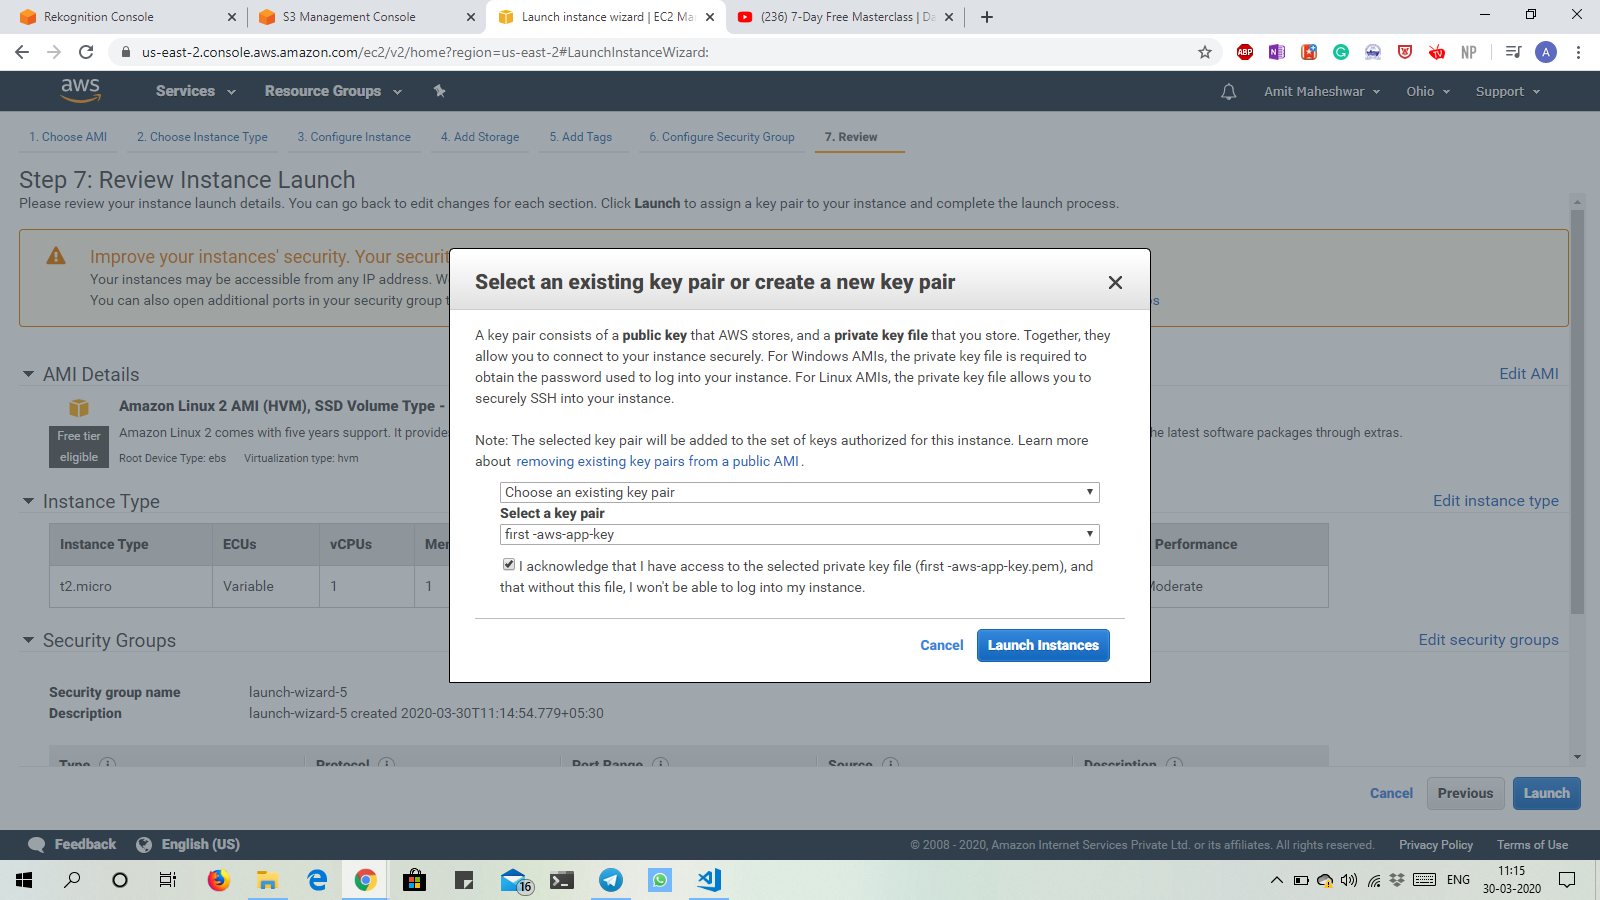 Rekognition Console
S3 Management Console
Launch instance wizard | EC2 Ma
(236) 7-Day Free Masterclass | Da
us-east-2.console.aws.amazon.com/ec2/v2/home?region=us-east-2#LaunchInstanceWizard:
ABP
NP
A
aws
Services
Resource Groups
Amit Maheshwar
Ohio
Support
1. Choose AMI
2. Choose Instance Type
3. Configure Instance
4. Add Storage
5. Add Tags
6. Configure Security Group
7. Review
Step 7: Review Instance Launch
Please review your instance launch details. You can go back to edit changes for each section. Click Launch to assign a key pair to your instance and complete the launch process.
Improve your instances' security. Your securit
Your instances may be accessible from any IP address. W
You can also open additional ports in your security group t
s
Select an existing key pair or create a new key pair
A key pair consists of a public key that AWS stores, and a private key file that you store. Together, they
allow you to connect to your instance securely. For Windows AMIs, the private key file is required to
obtain the password used to log into your instance. For Linux AMIs, the private key file allows you to
securely SSH into your instance.
Note: The selected key pair will be added to the set of keys authorized for this instance. Learn more
about removing existing key pairs from a public AMI.
Choose an existing key pair
Select a key pair
first -aws-app-key
I acknowledge that I have access to the selected private key file (first -aws-app-key.pem), and
that without this file, I won't be able to log into my instance.
Cancel
Launch Instances
AMI Details
Edit AMI
Amazon Linux 2 AMI (HVM), SSD Volume Type -
Free tier
eligible
Amazon Linux 2 comes with five years support. It provide
he latest software packages through extras.
Root Device Type: ebs
Virtualization type: hvm
Instance Type
Edit instance type
Instance Type
ECUs
vCPUs
Mer
Performance
t2.micro
Variable
1
1
Moderate
Security Groups
Edit security groups
Security group name
launch-wizard-5
Description
launch-wizard-5 created 2020-03-30T11:14:54.779+05:30
Type
Protocol
Port Range
Source
Description
Cancel
Previous
Launch
Feedback
English (US)
© 2008 - 2020, Amazon Internet Services Private Ltd. or its affiliates. All rights reserved.
Privacy Policy
Terms of Use
16
ENG
11:15
30-03-2020